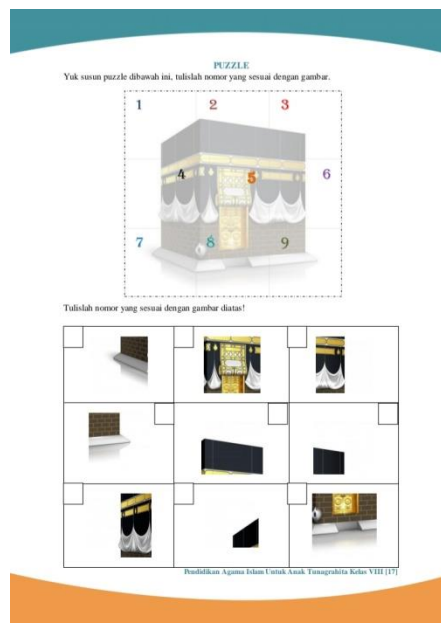 PUZZLE
Yuk susun puzzle dibawah ini, tulislah nomor yang sesuai dengan gambar.
1 2 3
4 5 6
7 8 9
Tulislah nomor yang sesuai dengan gambar diatas!
Pendidikan Agama Islam Untuk Anak Tunagrahita Kelas VIII [17]